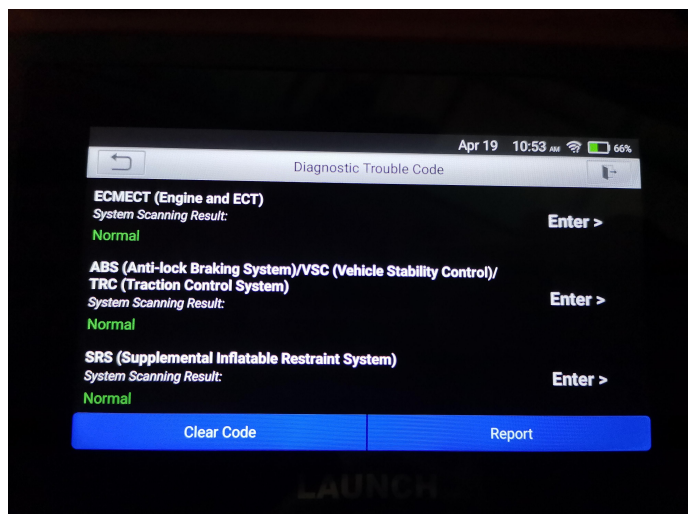 Apr 19 10:53 AM 66%
Diagnostic Trouble Code
ECMECT (Engine and ECT)
System Scanning Result:
Enter >
Normal
ABS (Anti-lock Braking System)/VSC (Vehicle Stability Control)/
TRC (Traction Control System)
System Scanning Result:
Enter >
Normal
SRS (Supplemental Inflatable Restraint System)
System Scanning Result:
Enter >
Normal
Clear Code Report
LAUNCH